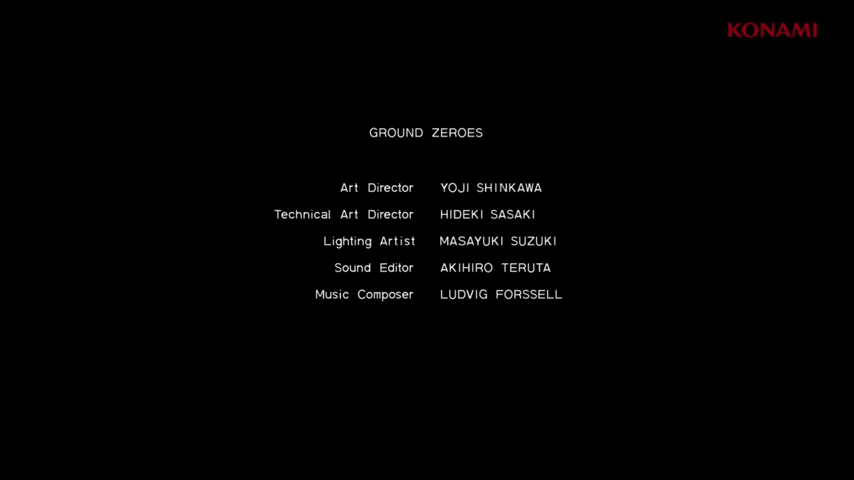 KONAMI
GROUND ZEROES
Art Director YOJI SHINKAWA
Technical Art Director HIDEKI SASAKI
Lighting Artist MASAYUKI SUZUKI
Sound Editor AKIHIRO TERUTA
Music Composer LUDVIG FORSSELL